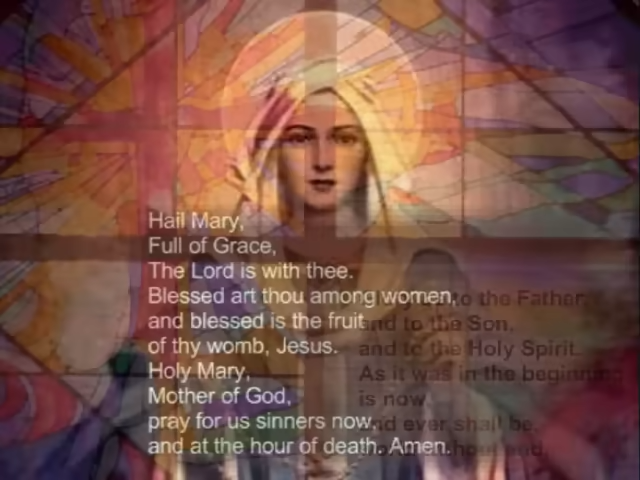 Hail Mary,
Full of Grace,
The Lord is with thee.
Blessed art thou among women,
and blessed is the fruit
of thy womb, Jesus.
Holy Mary,
Mother of God,
pray for us sinners now,
and at the hour of death. Amen.
to the Father,
and to the Son,
and to the Holy Spirit.
As it was in the beginning
is now
and ever shall be.